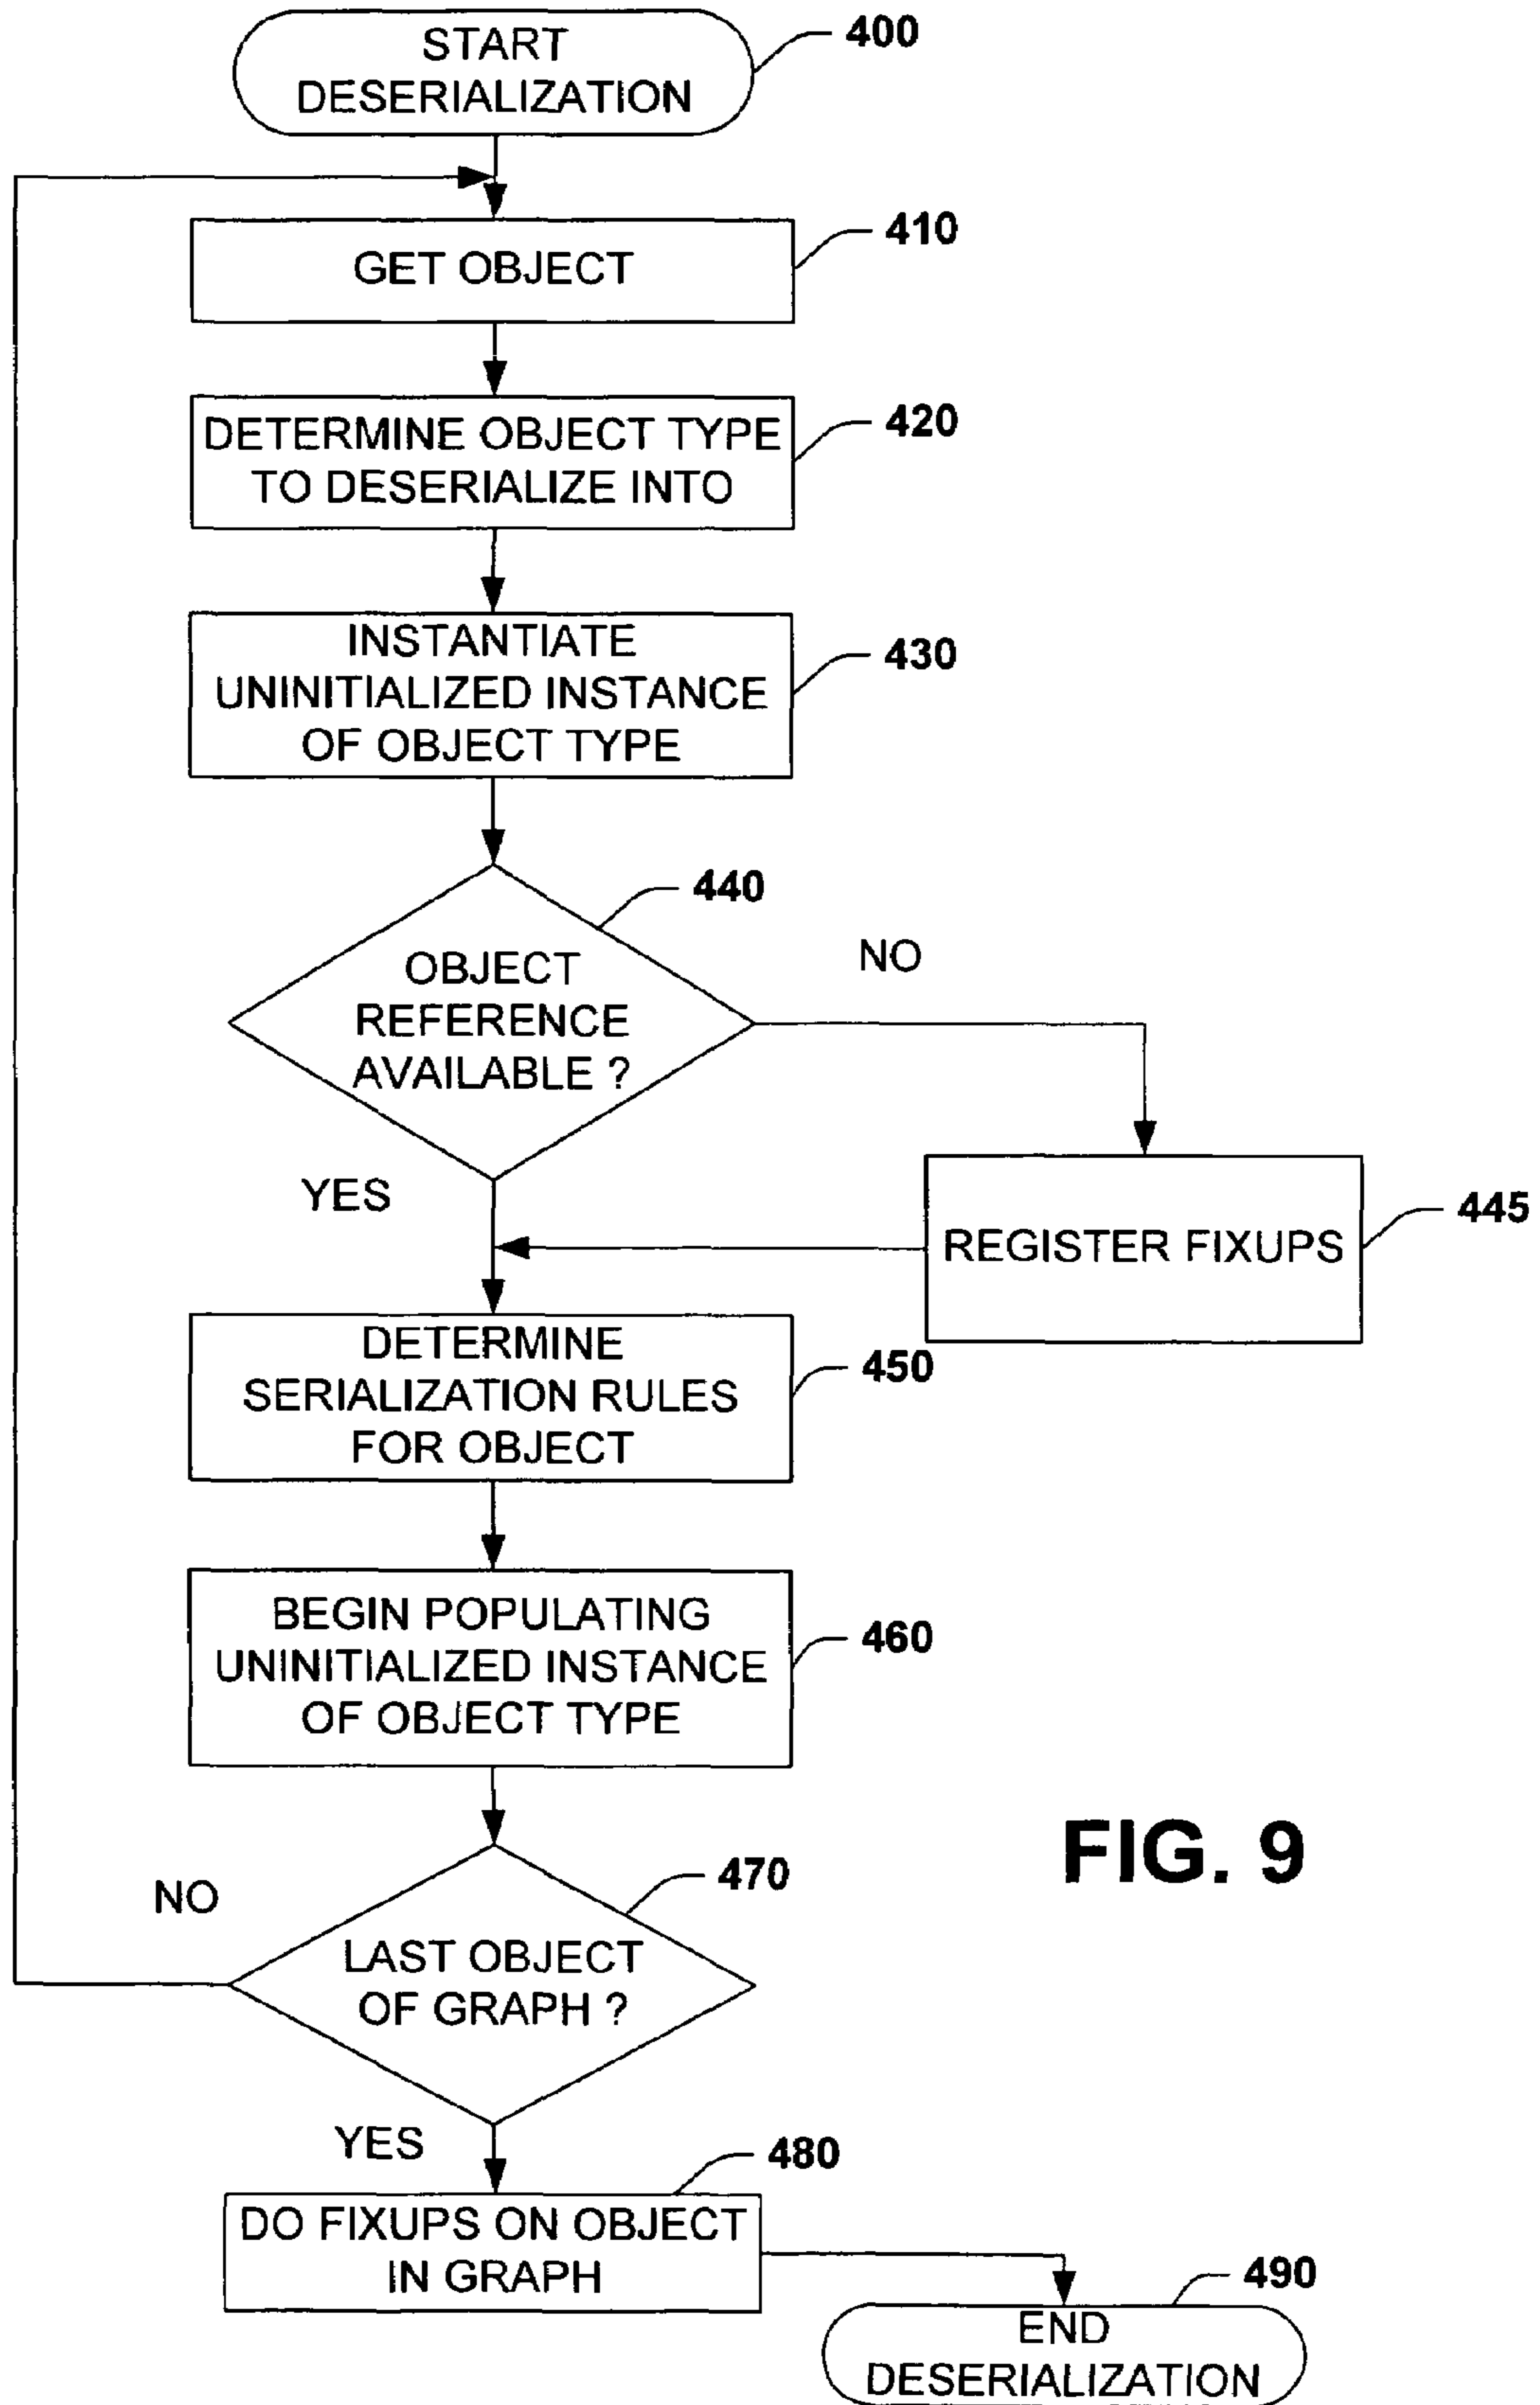 START
DESERIALIZATION
400
GET OBJECT
410
DETERMINE OBJECT TYPE
TO DESERIALIZE INTO
420
INSTANTIATE
UNINITIALIZED INSTANCE
OF OBJECT TYPE
430
OBJECT
REFERENCE
AVAILABLE ?
440
NO
YES
REGISTER FIXUPS
445
DETERMINE
SERIALIZATION RULES
FOR OBJECT
450
BEGIN POPULATING
UNINITIALIZED INSTANCE
OF OBJECT TYPE
460
FIG. 9
NO
LAST OBJECT
OF GRAPH ?
470
YES
DO FIXUPS ON OBJECT
IN GRAPH
480
END
DESERIALIZATION
490